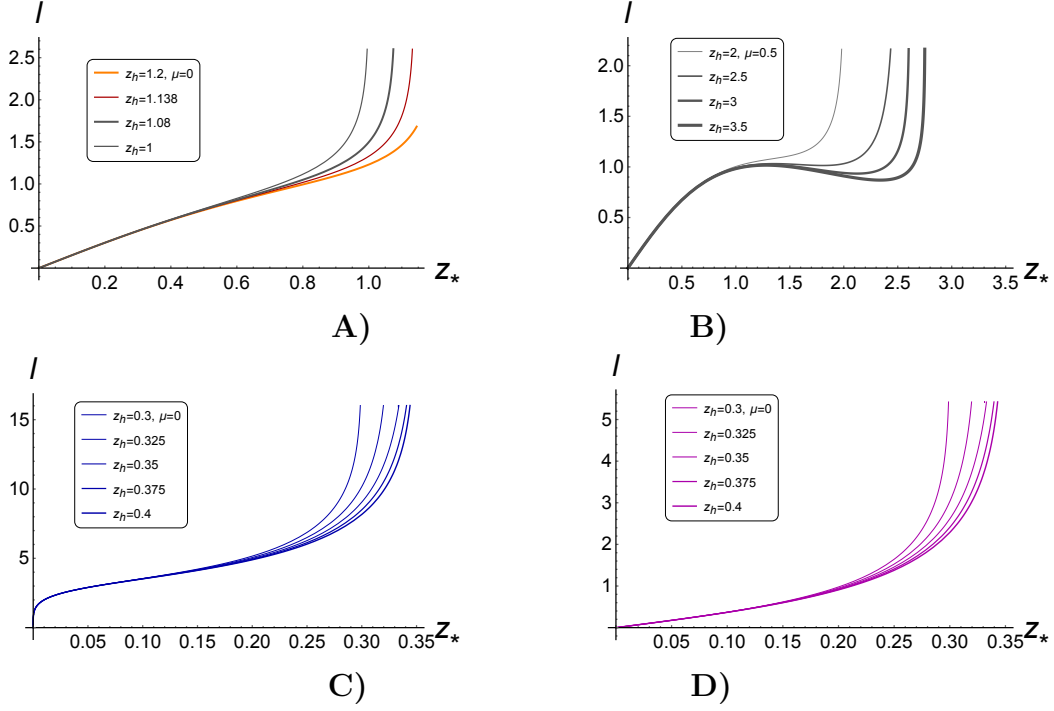 l
2.5
2.0
1.5
1.0
0.5
z_h=1.2, μ=0
z_h=1.138
z_h=1.08
z_h=1
0.2 0.4 0.6 0.8 1.0
z_*
A)
l
2.0
1.5
1.0
0.5
z_h=2, μ=0.5
z_h=2.5
z_h=3
z_h=3.5
0.5 1.0 1.5 2.0 2.5 3.0 3.5
z_*
B)
l
15
10
5
z_h=0.3, μ=0
z_h=0.325
z_h=0.35
z_h=0.375
z_h=0.4
0.05 0.10 0.15 0.20 0.25 0.30 0.35
z_*
C)
l
5
4
3
2
1
z_h=0.3, μ=0
z_h=0.325
z_h=0.35
z_h=0.375
z_h=0.4
0.05 0.10 0.15 0.20 0.25 0.30 0.35
z_*
D)